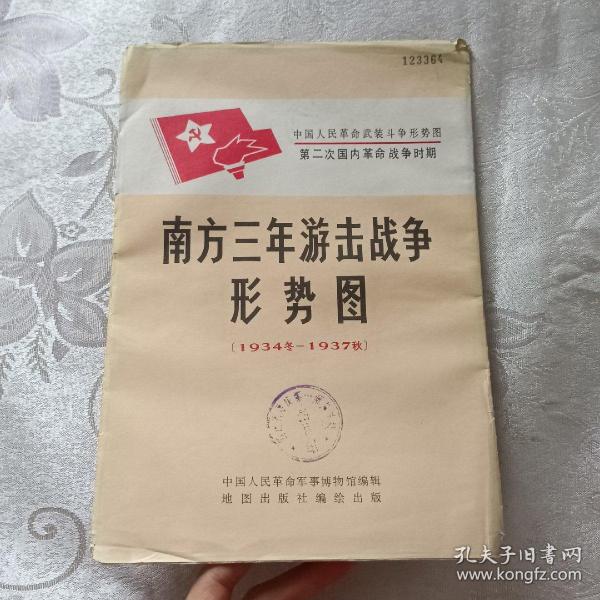 123364
中国人民革命武装斗争形势图
第二次国内革命战争时期
南方三年游击战争
形势图
〔1934冬-1937秋〕
中国人民革命军事博物馆编辑
地图出版社编绘出版
孔夫子旧书网
www.kongfz.com